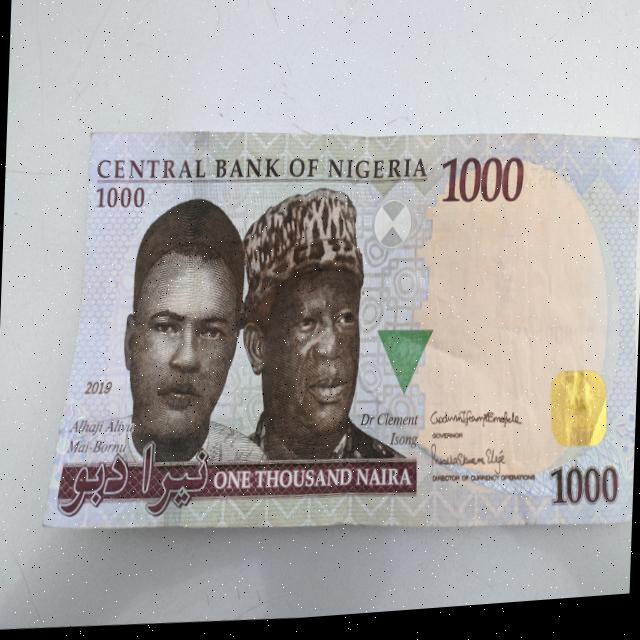 CENTRAL BANK OF NIGERIA
1000
1000
2019
Alhaji Aliyu
Mai-Bornu
Dr Clement
Isong
GOVERNOR
DIRECTOR OF CURRENCY OPERATIONS
نيرا دبو
ONE THOUSAND NAIRA
1000